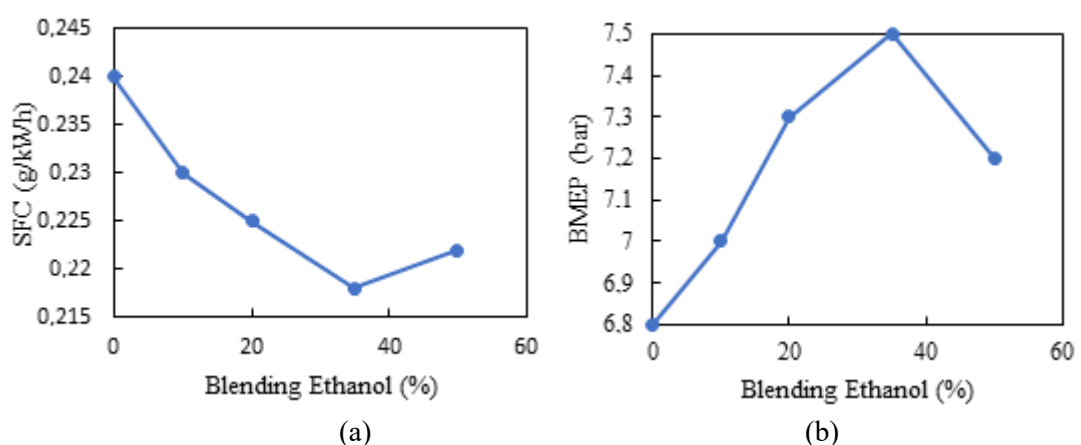 SFC (g/kWh)
0,245
0,24
0,235
0,23
0,225
0,22
0,215
0 20 40 60
Blending Ethanol (%)
(a)
BMEP (bar)
7,5
7,4
7,3
7,2
7,1
7
6,9
6,8
0 20 40 60
Blending Ethanol (%)
(b)